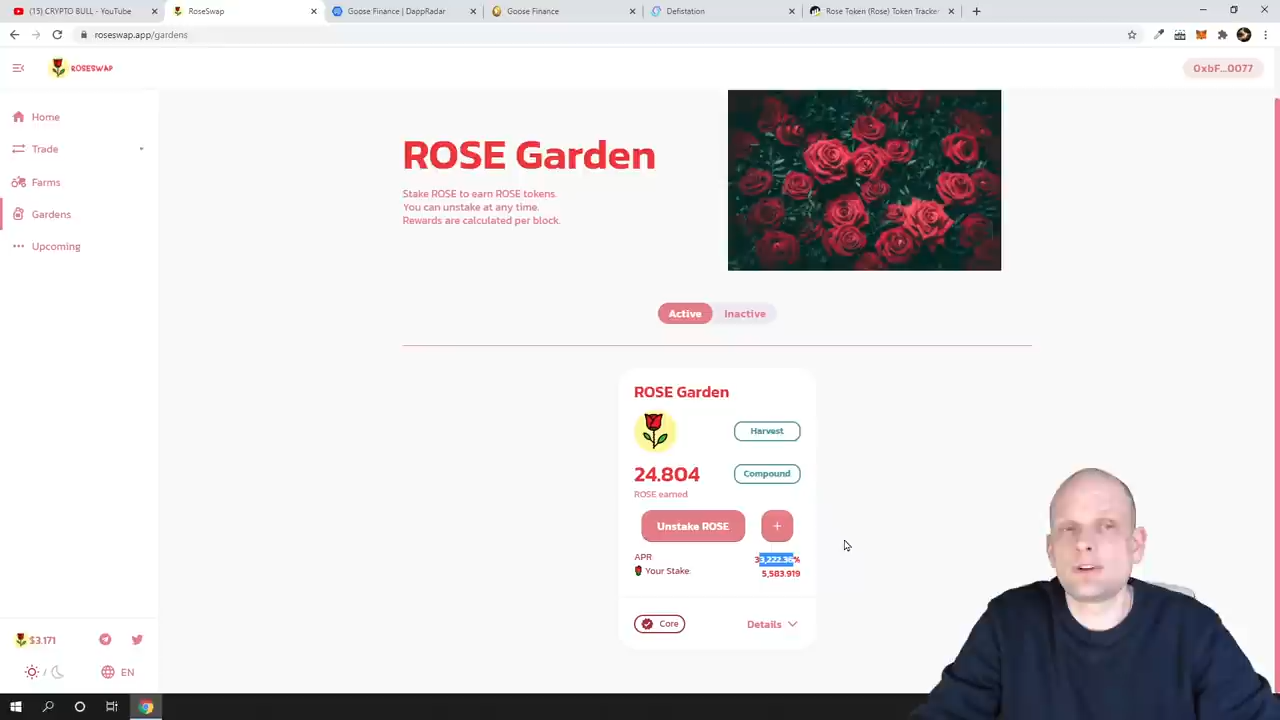 (15) CRYPTO BULL - YouTube
RoseSwap
Goose Finance | DappRadar
Goose Finance
Defistation
Rose Token (Rose) Token Tracker
roseswap.app/gardens
ROSESWAP
0xbF...0077
Home
Trade
Farms
Gardens
Upcoming
ROSE Garden
Stake ROSE to earn ROSE tokens.
You can unstake at any time.
Rewards are calculated per block.
Active
Inactive
ROSE Garden
Harvest
24.804
Compound
ROSE earned
Unstake ROSE
+
APR
Your Stake:
5,583.919
Core
Details
$3.171
/
EN